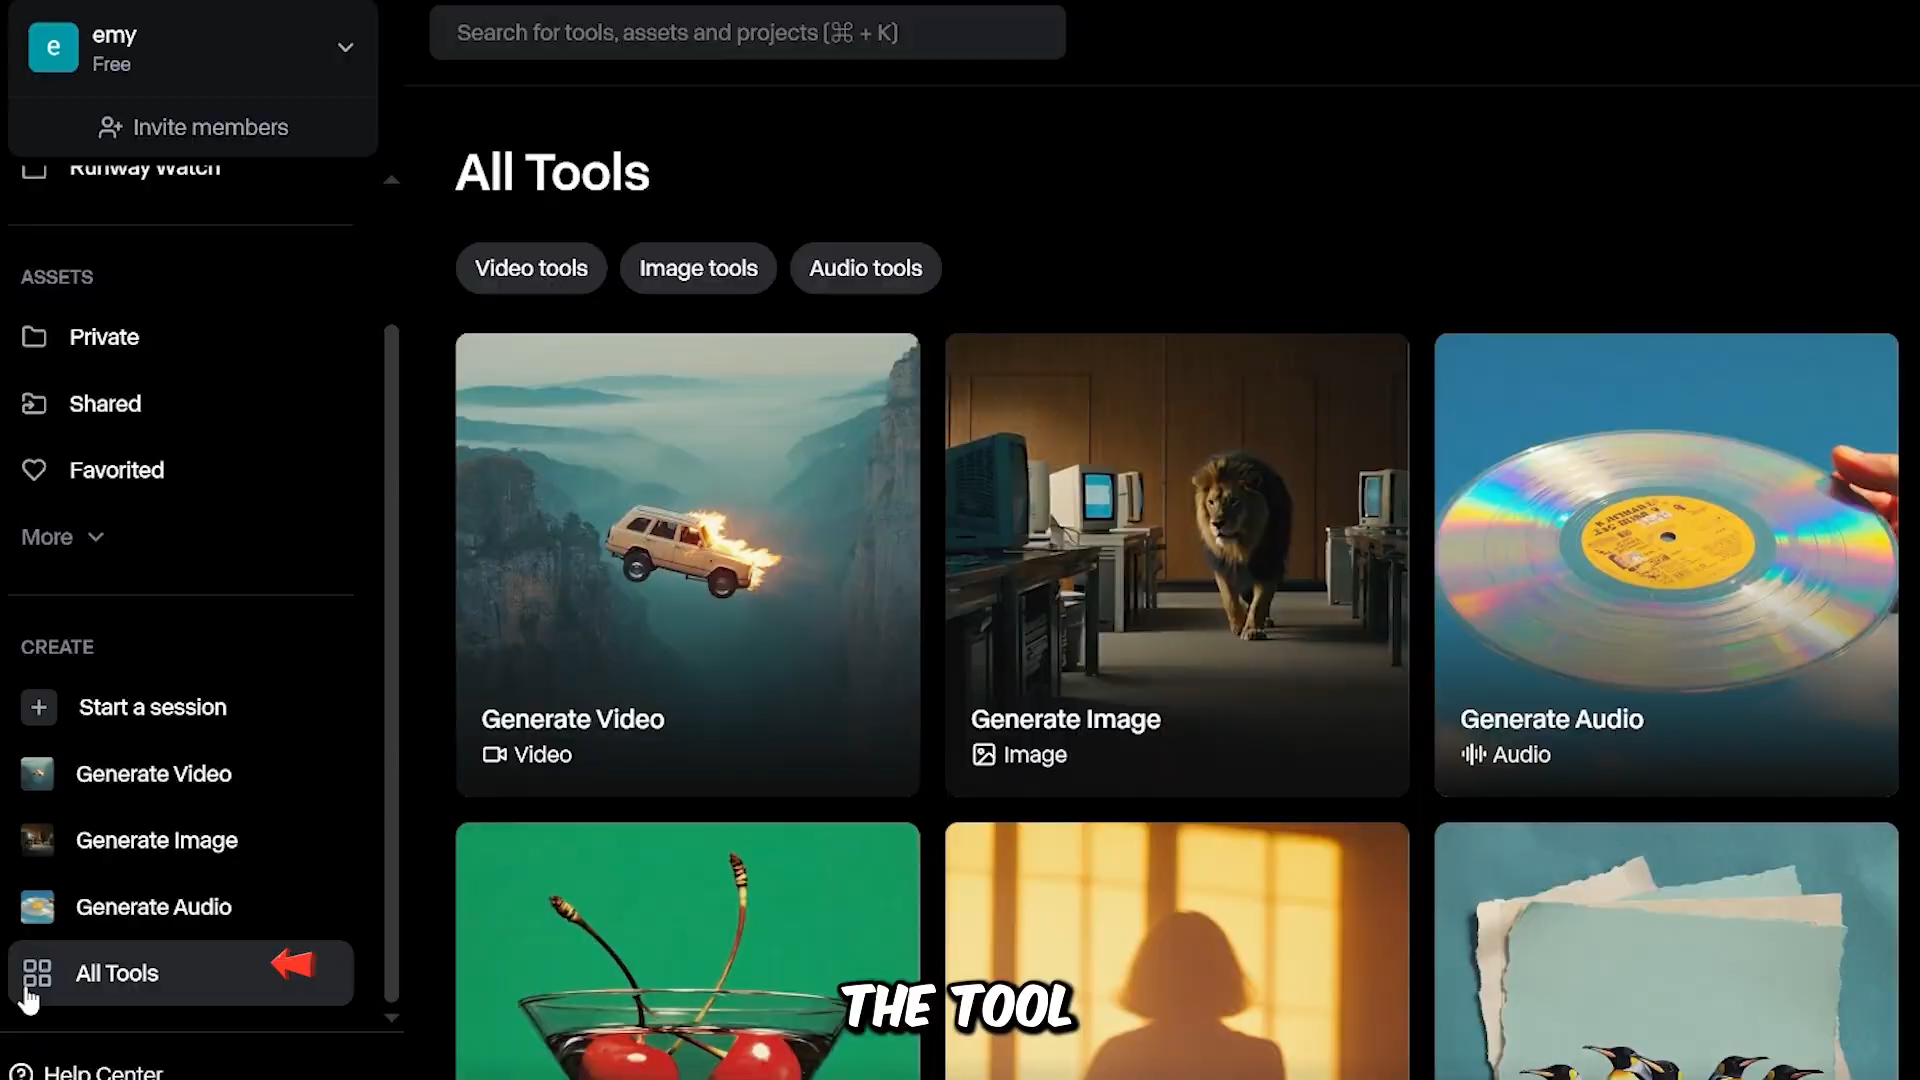 e
emy
Free
Invite members
Search for tools, assets and projects (⌘ + K)
Runway Watch
ASSETS
Private
Shared
Favorited
More
CREATE
Start a session
Generate Video
Generate Image
Generate Audio
All Tools
Help Center
All Tools
Video tools
Image tools
Audio tools
Generate Video
Video
Generate Image
Image
Generate Audio
Audio
THE TOOL